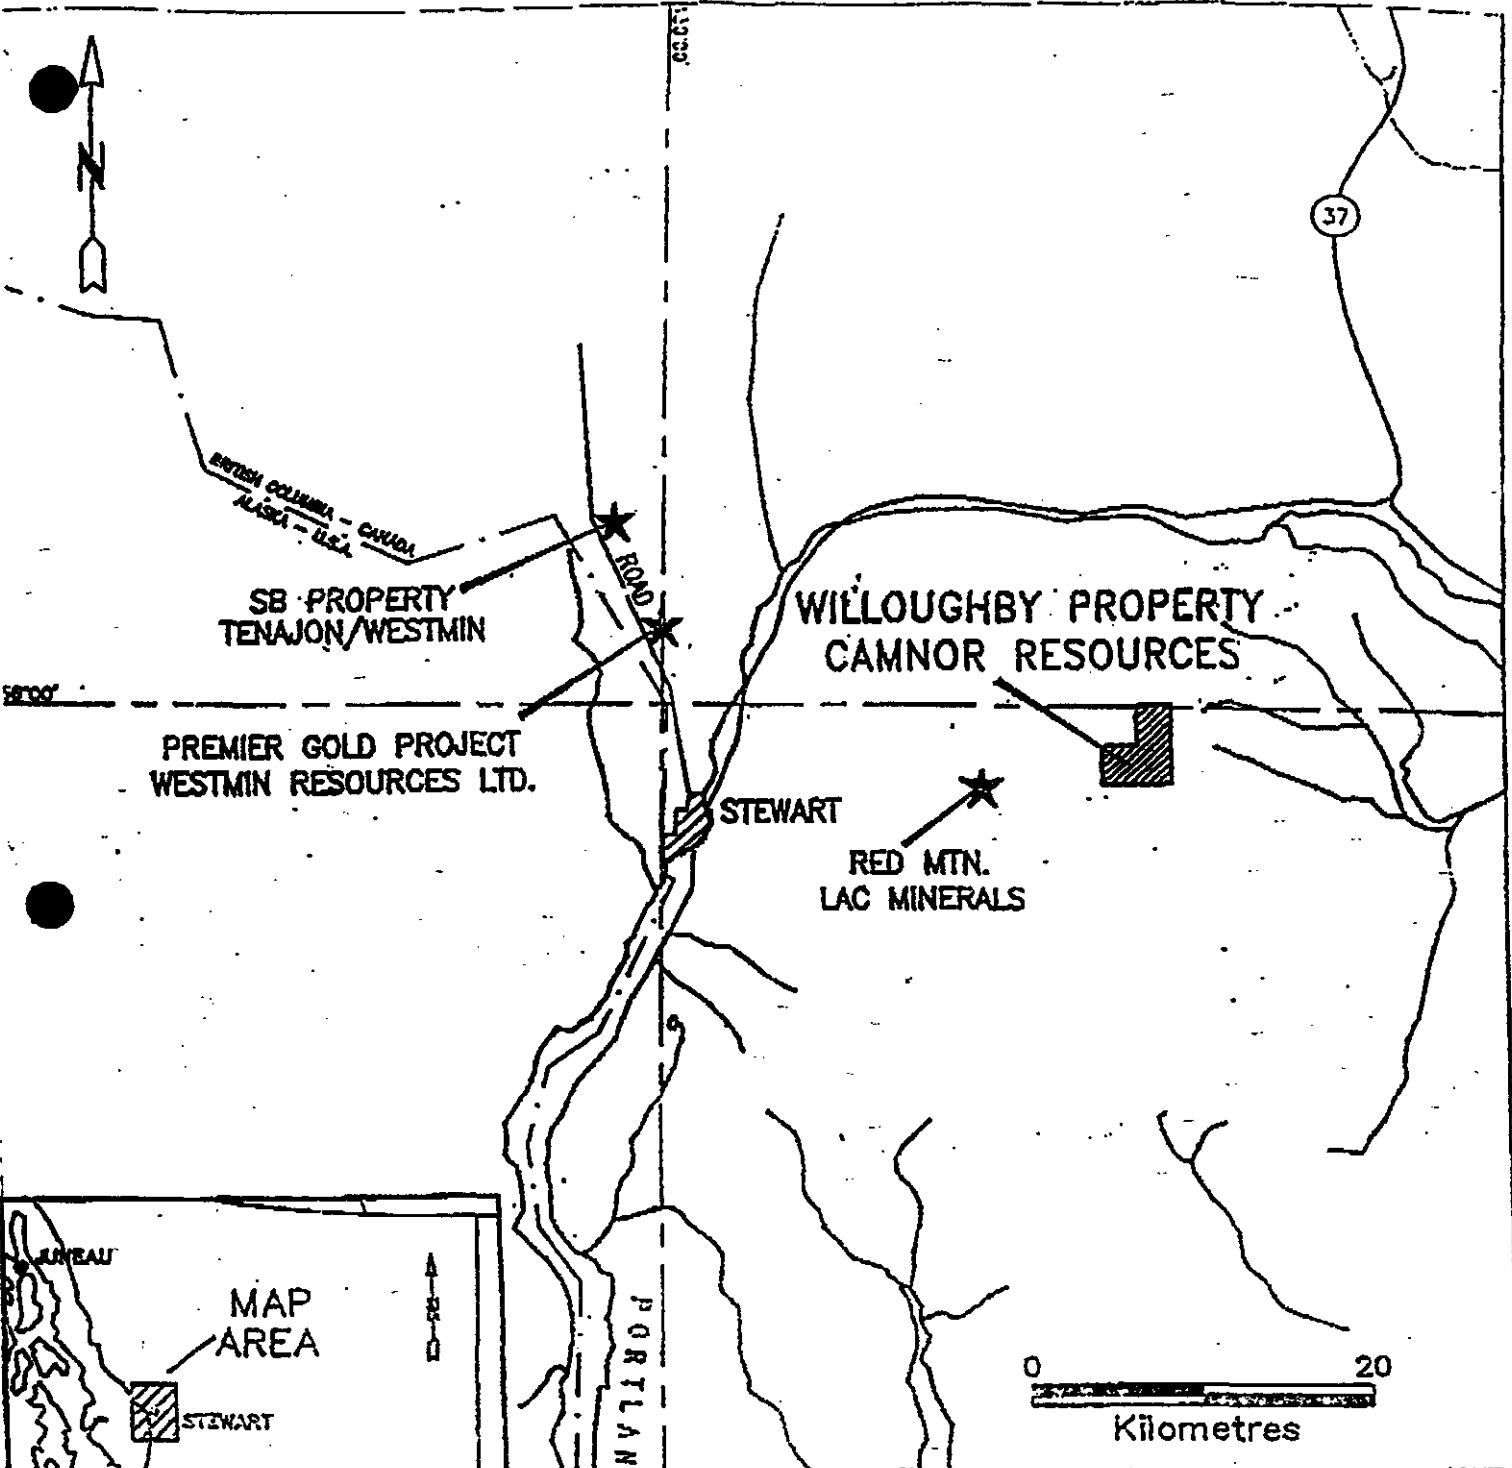 N
37
BRITISH COLUMBIA - CANADA
ALASKA - U.S.A.
ROAD
SB PROPERTY
TENAJON/WESTMIN
WILLOUGHBY PROPERTY
CAMNOR RESOURCES
56°00'
PREMIER GOLD PROJECT
WESTMIN RESOURCES LTD.
STEWART
RED MTN.
LAC MINERALS
JUNEAU
MAP
AREA
STEWART
PORTLAN
0 20
Kilometres